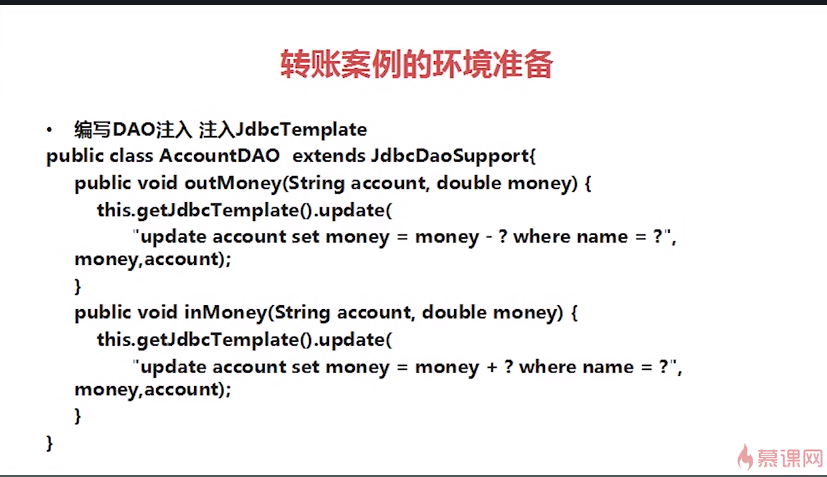 转账案例的环境准备
• 编写DAO注入 注入JdbcTemplate
public class AccountDAO extends JdbcDaoSupport{
public void outMoney(String account, double money) {
this.getJdbcTemplate().update(
"update account set money = money - ? where name = ?",
money,account);
}
public void inMoney(String account, double money) {
this.getJdbcTemplate().update(
"update account set money = money + ? where name = ?",
money,account);
}
}
慕课网